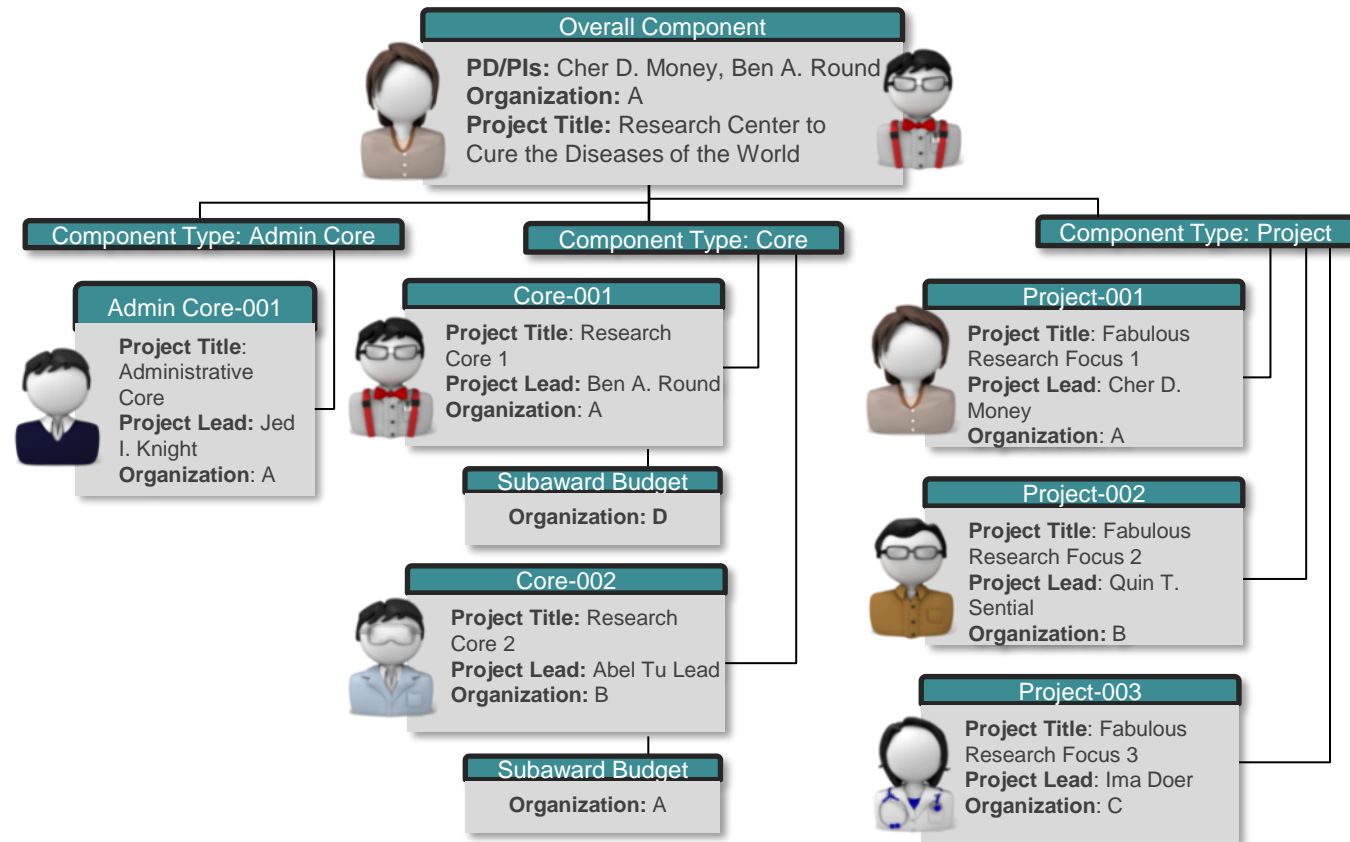 Overall Component
PD/PIs: Cher D. Money, Ben A. Round
Organization: A
Project Title: Research Center to
Cure the Diseases of the World
Component Type: Admin Core
Admin Core-001
Project Title:
Administrative
Core
Project Lead: Jed
I. Knight
Organization: A
Component Type: Core
Core-001
Project Title: Research
Core 1
Project Lead: Ben A. Round
Organization: A
Subaward Budget
Organization: D
Core-002
Project Title: Research
Core 2
Project Lead: Abel Tu Lead
Organization: B
Subaward Budget
Organization: A
Component Type: Project
Project-001
Project Title: Fabulous
Research Focus 1
Project Lead: Cher D.
Money
Organization: A
Project-002
Project Title: Fabulous
Research Focus 2
Project Lead: Quin T.
Sential
Organization: B
Project-003
Project Title: Fabulous
Research Focus 3
Project Lead: Ima Doer
Organization: C